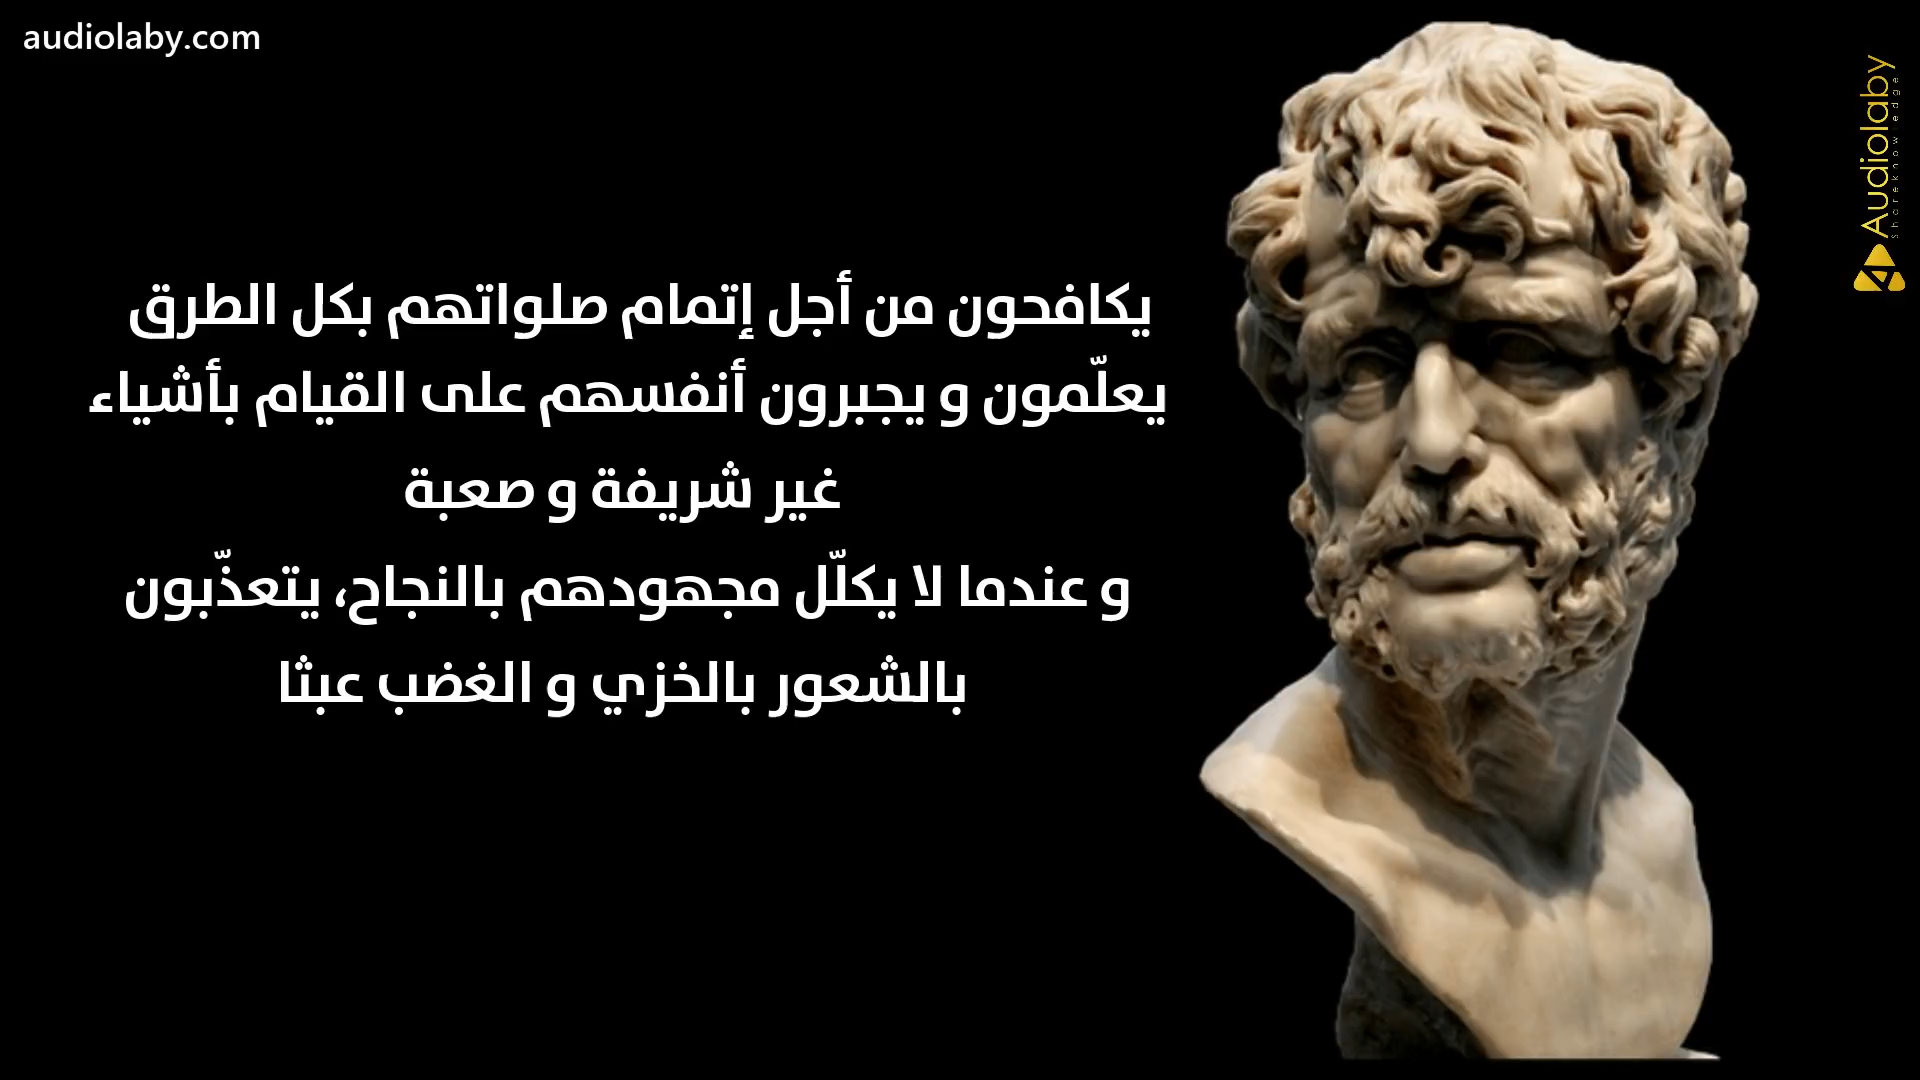 audiolaby.com
Audiolaby
Shareknowledge
يكافحون من أجل إتمام صلواتهم بكل الطرق
يعلّمون و يجبرون أنفسهم على القيام بأشياء
غير شريفة و صعبة
و عندما لا يكلّل مجهودهم بالنجاح، يتعذّبون
بالشعور بالخزي و الغضب عبثا